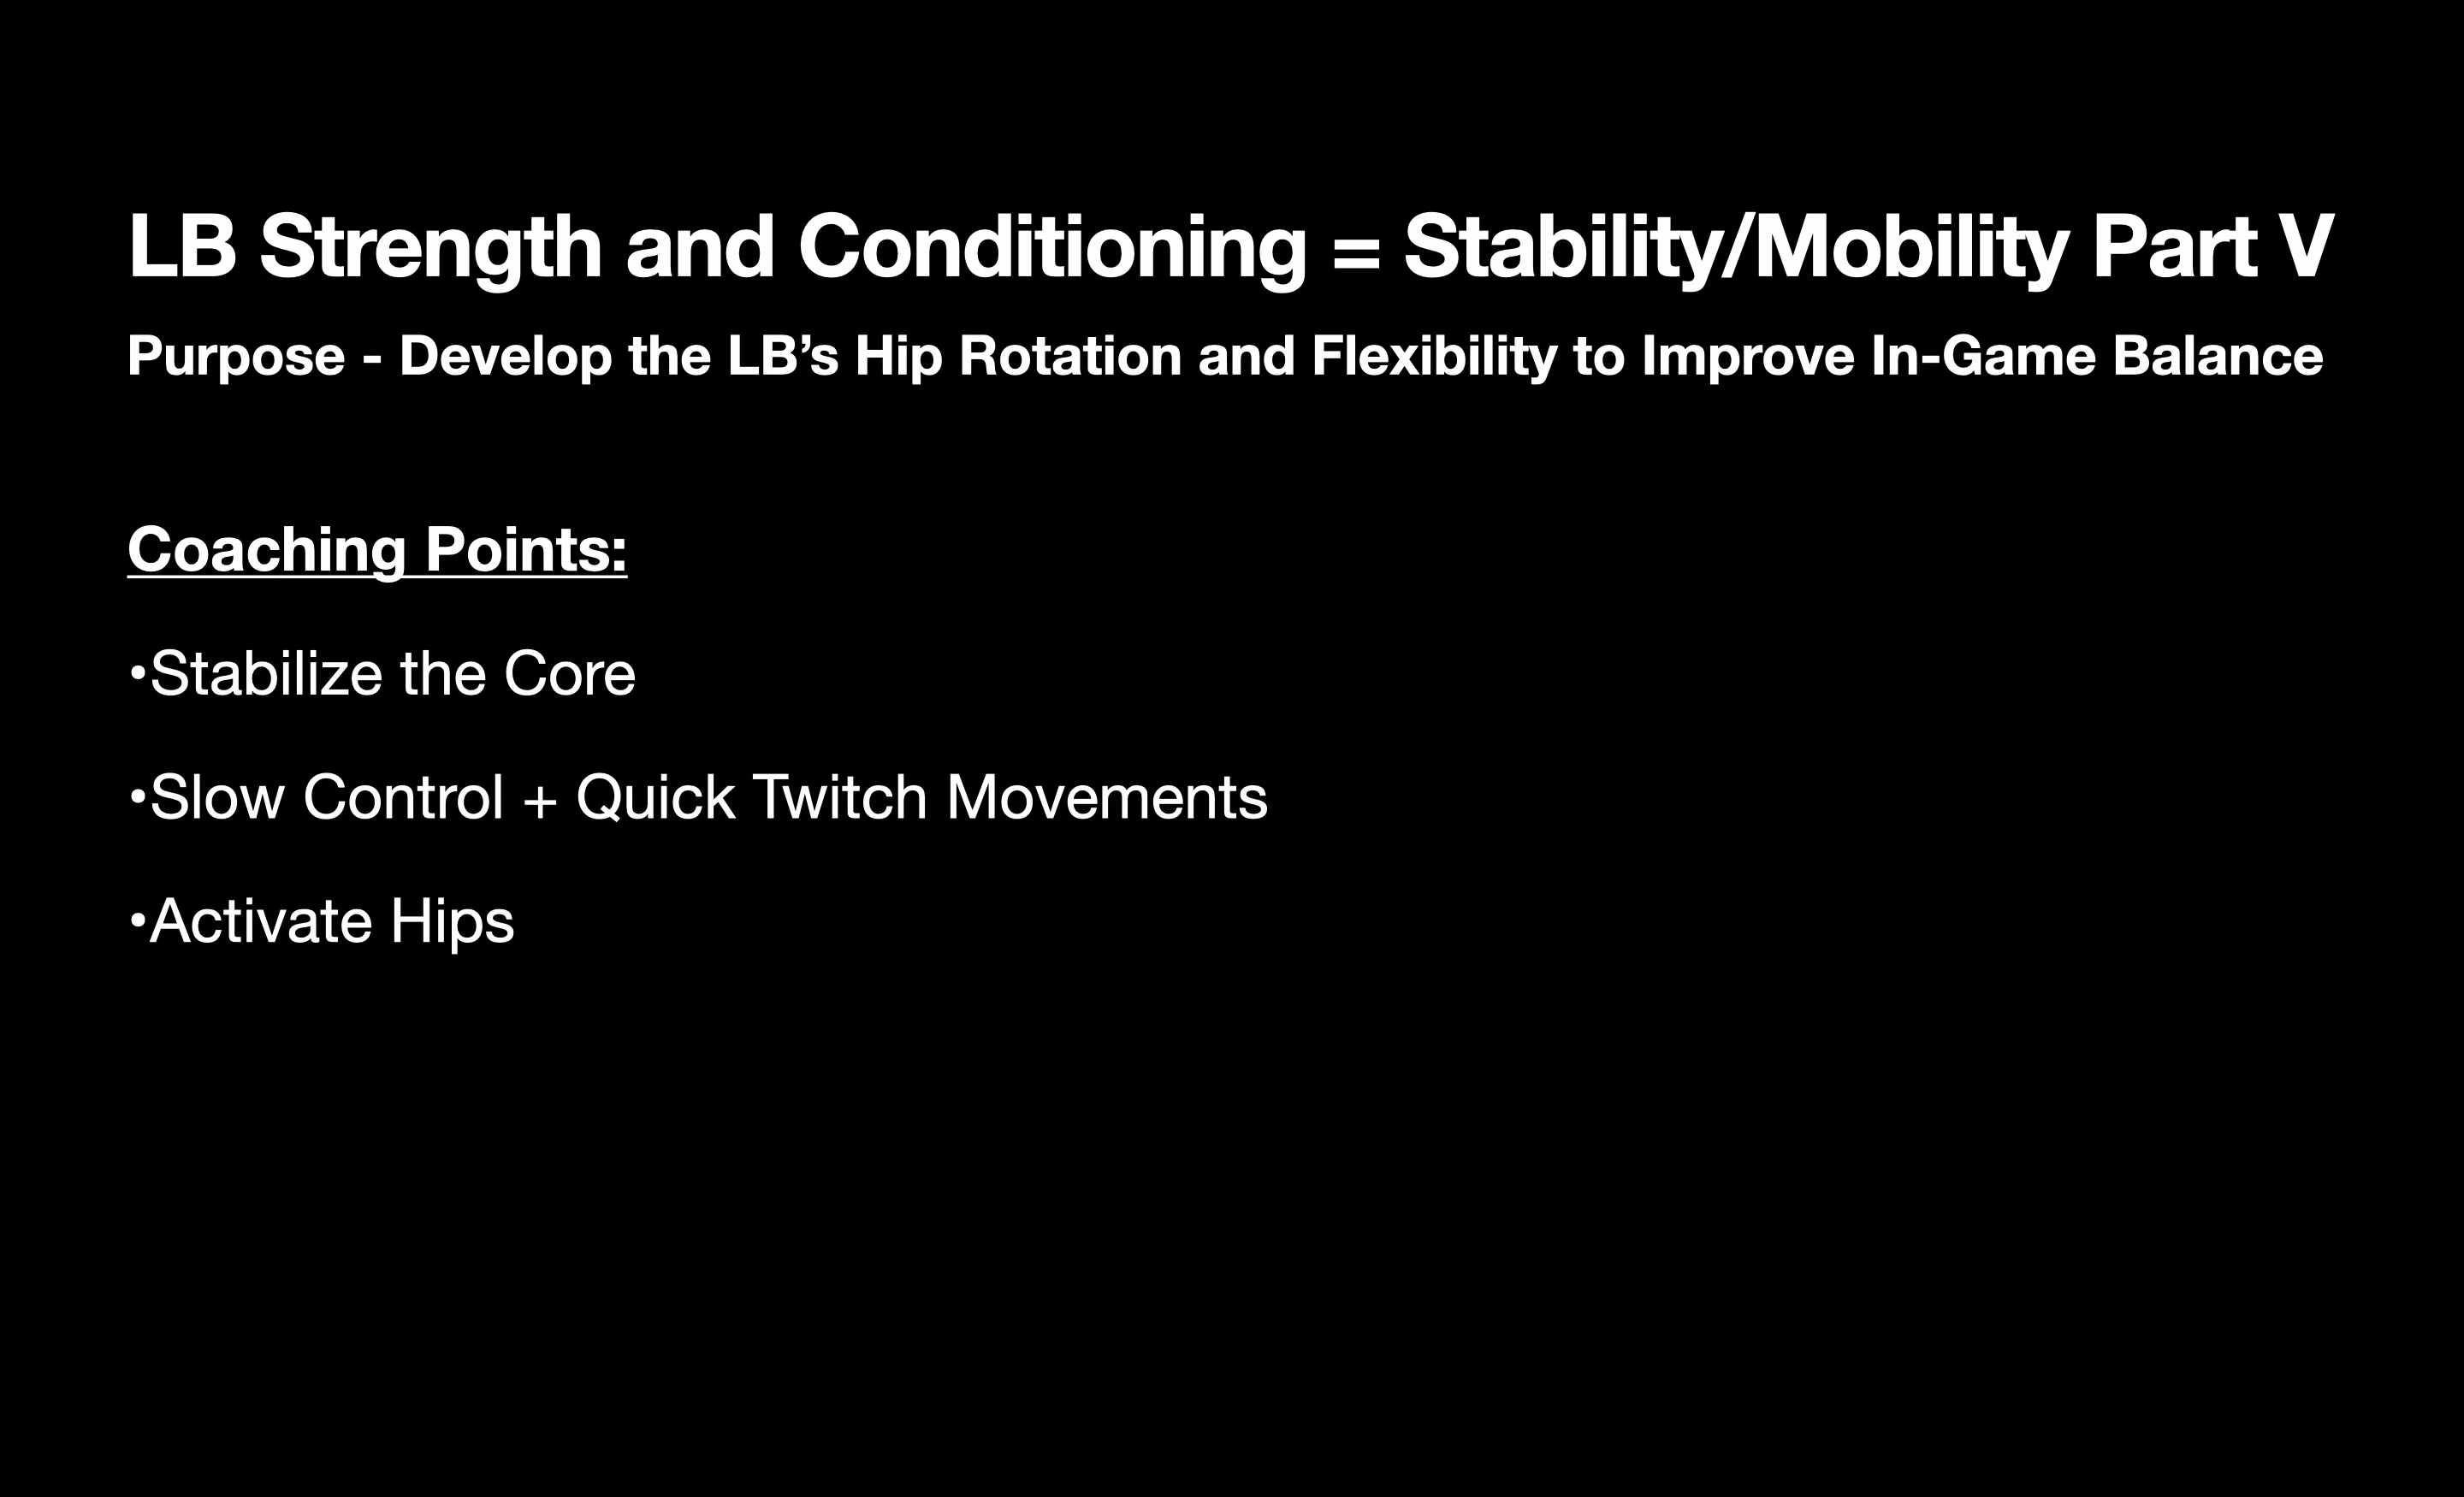 LB Strength and Conditioning = Stability/Mobility Part V
Purpose - Develop the LB’s Hip Rotation and Flexibility to Improve In-Game Balance
Coaching Points:
•Stabilize the Core
•Slow Control + Quick Twitch Movements
•Activate Hips